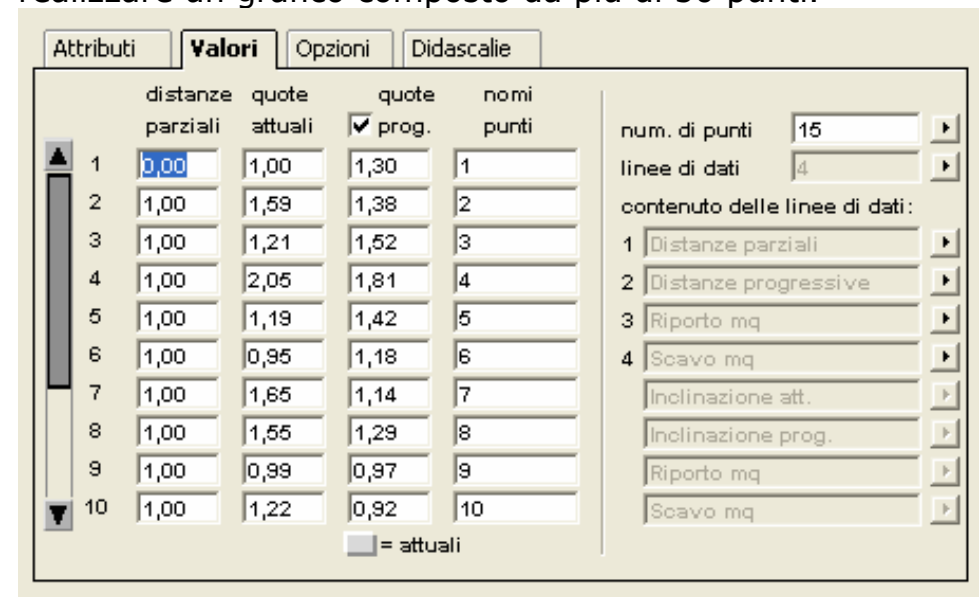 realizzare un grafico composto da più di 50 punti.
Attributi Valori Opzioni Didascalie
distanze parziali quote attuali quote prog. nomi punti
1 0,00 1,00 1,30 1
2 1,00 1,59 1,38 2
3 1,00 1,21 1,52 3
4 1,00 2,05 1,81 4
5 1,00 1,19 1,42 5
6 1,00 0,95 1,18 6
7 1,00 1,65 1,14 7
8 1,00 1,55 1,29 8
9 1,00 0,99 0,97 9
10 1,00 1,22 0,92 10
= attuali
num. di punti 15
linee di dati 4
contenuto delle linee di dati:
1 Distanze parziali
2 Distanze progressive
3 Riporto mq
4 Scavo mq
Inclinazione att.
Inclinazione prog.
Riporto mq
Scavo mq